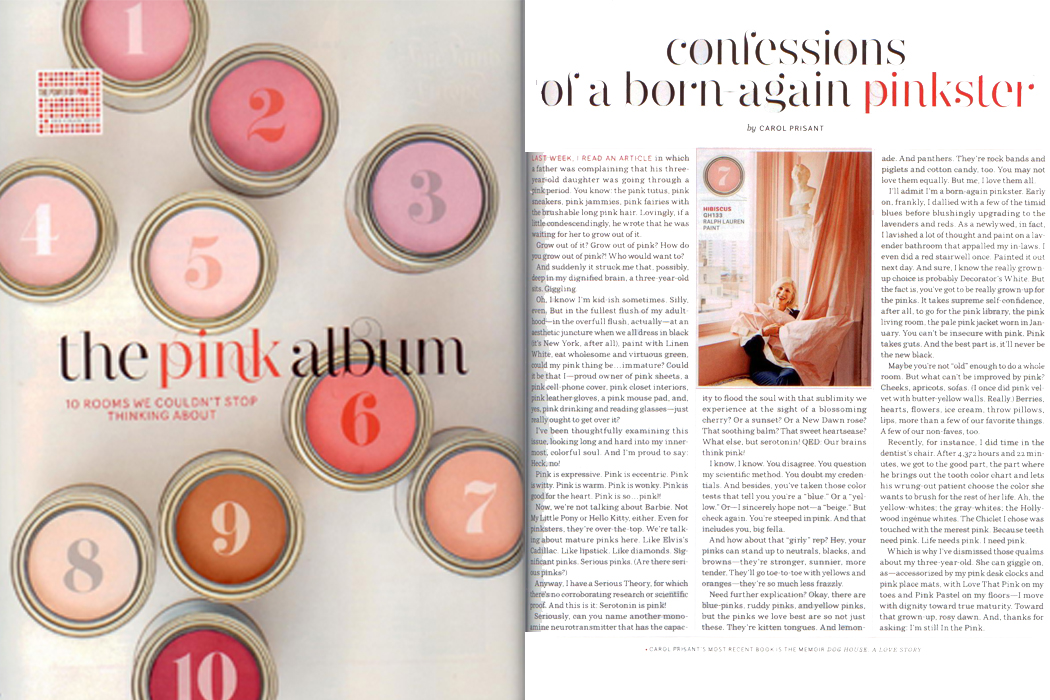 1
2
3
4
5
the pink album
10 ROOMS WE COULDN'T STOP
THINKING ABOUT
6
7
8
9
10
confessions
of a born-again pinkster
by CAROL PRISANT
LAST WEEK, I READ AN ARTICLE in which
a father was complaining that his three-
year-old daughter was going through a
pink period. You know: the pink tutus, pink
sneakers, pink jammies, pink fairies with
the brushable long pink hair. Lovingly, if a
little condescendingly, he wrote that he was
waiting for her to grow out of it.
Grow out of it? Grow out of pink? How do
you grow out of pink?! Who would want to?
And suddenly it struck me that, possibly,
deep in my dignified brain, a three-year-old
sits. Giggling.
Oh, I know I'm kid-ish sometimes. Silly,
even. But in the fullest flush of my adult-
hood—in the overfull flush, actually—at an
aesthetic juncture when we all dress in black
(it's New York, after all), paint with Linen
White, eat wholesome and virtuous green,
could my pink thing be...immature? Could
it be that I—proud owner of pink sheets, a
pink cell-phone cover, pink closet interiors,
pink leather gloves, a pink mouse pad, and,
yes, pink drinking and reading glasses—just
really ought to get over it?
I've been thoughtfully examining this
issue, looking long and hard into my inner-
most, colorful soul. And I'm proud to say:
Heck, no!
Pink is expressive. Pink is eccentric. Pink
is witty. Pink is warm. Pink is wonky. Pink is
good for the heart. Pink is so...pink!!
Now, we're not talking about Barbie. Not
My Little Pony or Hello Kitty, either. Even for
pinksters, they're over-the-top. We're talk-
ing about mature pinks here. Like Elvis's
Cadillac. Like lipstick. Like diamonds. Sig-
nificant pinks. Serious pinks. (Are there seri-
ous pinks?)
Anyway, I have a Serious Theory, for which
there's no corroborating research or scientific
proof. And this is it: Serotonin is pink!
Seriously, can you name another mono-
amine neurotransmitter that has the capac-
7
HIBISCUS
GH133
RALPH LAUREN
PAINT
ity to flood the soul with that sublimity we
experience at the sight of a blossoming
cherry? Or a sunset? Or a New Dawn rose?
That soothing balm? That sweet heartsease?
What else, but serotonin! QED: Our brains
think pink!
I know, I know. You disagree. You question
my scientific method. You doubt my creden-
tials. And besides, you've taken those color
tests that tell you you're a "blue." Or a "yel-
low." Or—I sincerely hope not—a "beige." But
check again. You're steeped in pink. And that
includes you, big fella.
And how about that "girly" rep? Hey, your
pinks can stand up to neutrals, blacks, and
browns—they're stronger, sunnier, more
tender. They'll go toe-to-toe with yellows and
oranges—they're so much less frazzly.
Need further explication? Okay, there are
blue-pinks, ruddy pinks, and yellow pinks,
but the pinks we love best are so not just
these. They're kitten tongues. And lemon-
ade. And panthers. They're rock bands and
piglets and cotton candy, too. You may not
love them equally. But me, I love them all.
I'll admit I'm a born-again pinkster. Early
on, frankly, I dallied with a few of the timid
blues before blushingly upgrading to the
lavenders and reds. As a newlywed, in fact,
I lavished a lot of thought and paint on a lav-
ender bathroom that appalled my in-laws. I
even did a red stairwell once. Painted it out
next day. And sure, I know the really grown-
up choice is probably Decorator's White. But
the fact is, you've got to be really grown-up for
the pinks. It takes supreme self-confidence,
after all, to go for the pink library, the pink
living room, the pale pink jacket worn in Jan-
uary. You can't be insecure with pink. Pink
takes guts. And the best part is, it'll never be
the new black.
Maybe you're not "old" enough to do a whole
room. But what can't be improved by pink?
Cheeks, apricots, sofas. (I once did pink vel-
vet with butter-yellow walls. Really.) Berries,
hearts, flowers, ice cream, throw pillows,
lips, more than a few of our favorite things.
A few of our non-faves, too.
Recently, for instance, I did time in the
dentist's chair. After 4,372 hours and 22 min-
utes, we got to the good part, the part where
he brings out the tooth color chart and lets
his wrung-out patient choose the color she
wants to brush for the rest of her life. Ah, the
yellow-whites; the gray-whites; the Holly-
wood ingénue whites. The Chiclet I chose was
touched with the merest pink. Because teeth
need pink. Life needs pink. I need pink.
Which is why I've dismissed those qualms
about my three-year-old. She can giggle on,
as—accessorized by my pink desk clocks and
pink place mats, with Love That Pink on my
toes and Pink Pastel on my floors—I move
with dignity toward true maturity. Toward
that grown-up, rosy dawn. And, thanks for
asking: I'm still In the Pink.
• CAROL PRISANT'S MOST RECENT BOOK IS THE MEMOIR DOG HOUSE: A LOVE STORY